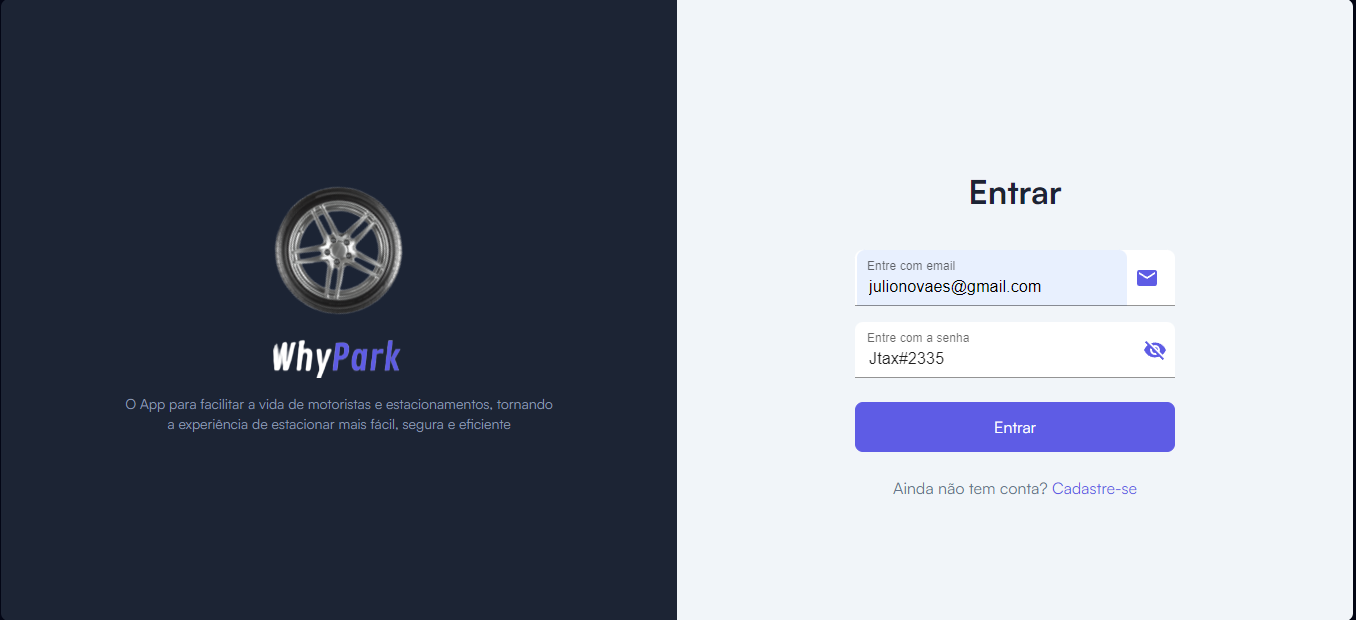 WhyPark
O App para facilitar a vida de motoristas e estacionamentos, tornando
a experiência de estacionar mais fácil, segura e eficiente
Entrar
Entre com email
julionovaes@gmail.com
Entre com a senha
Jtax#2335
Entrar
Ainda não tem conta? Cadastre-se